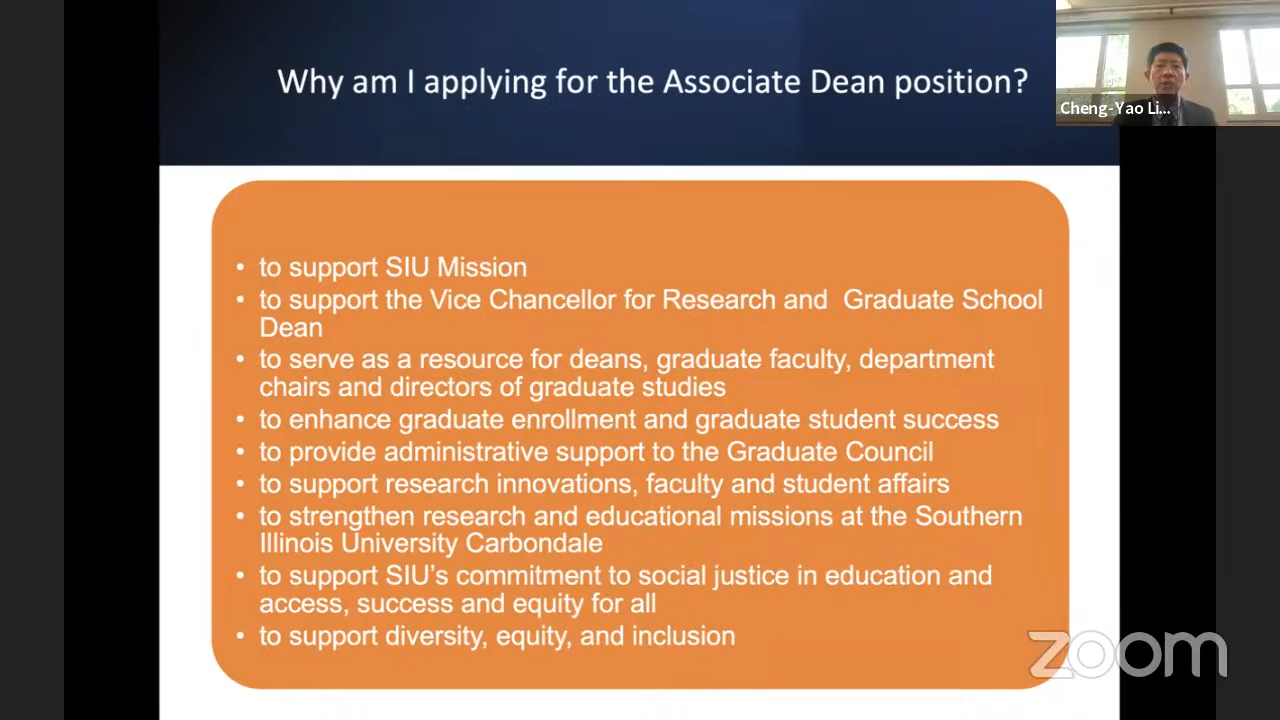 Why am I applying for the Associate Dean position?
Cheng-Yao Li...
• to support SIU Mission
• to support the Vice Chancellor for Research and  Graduate School
Dean
• to serve as a resource for deans, graduate faculty, department
chairs and directors of graduate studies
• to enhance graduate enrollment and graduate student success
• to provide administrative support to the Graduate Council
• to support research innovations, faculty and student affairs
• to strengthen research and educational missions at the Southern
Illinois University Carbondale
• to support SIU’s commitment to social justice in education and
access, success and equity for all
• to support diversity, equity, and inclusion
zoom